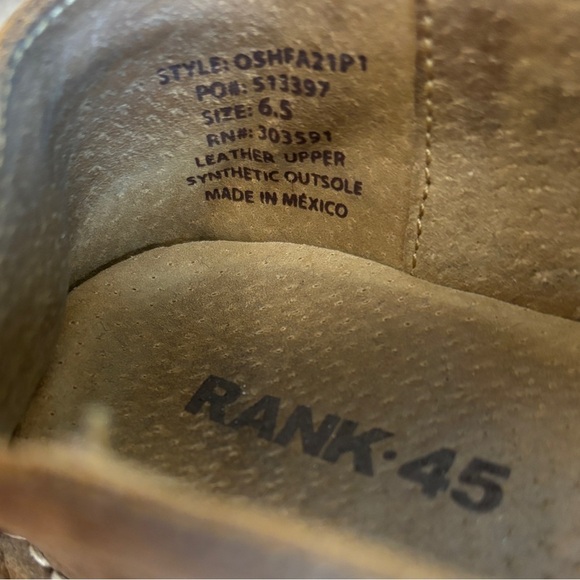 STYLE: OSHFA21P1
PO#: 513397
SIZE: 6.5
RN#: 303591
LEATHER UPPER
SYNTHETIC OUTSOLE
MADE IN MÉXICO
RANK·45